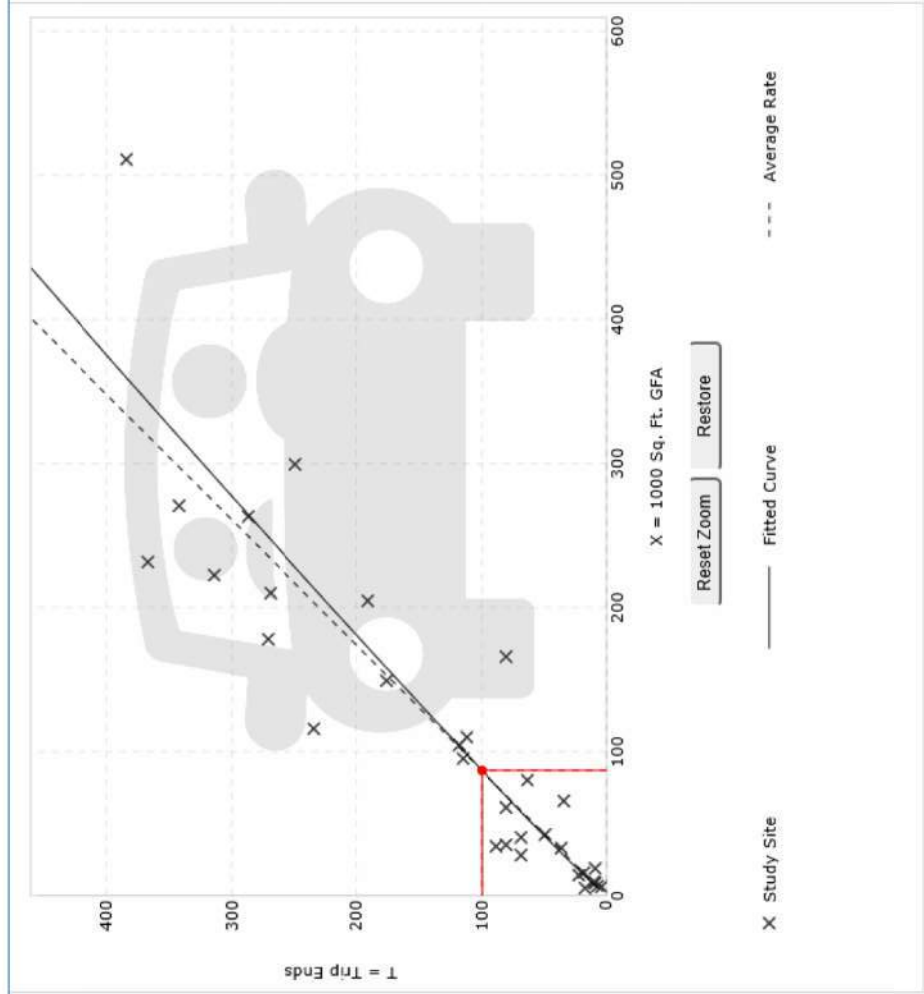 T = Trip Ends
400
300
200
100
0
0
100
200
300
400
500
600
X = 1000 Sq. Ft. GFA
Reset Zoom
Restore
Study Site
Fitted Curve
Average Rate